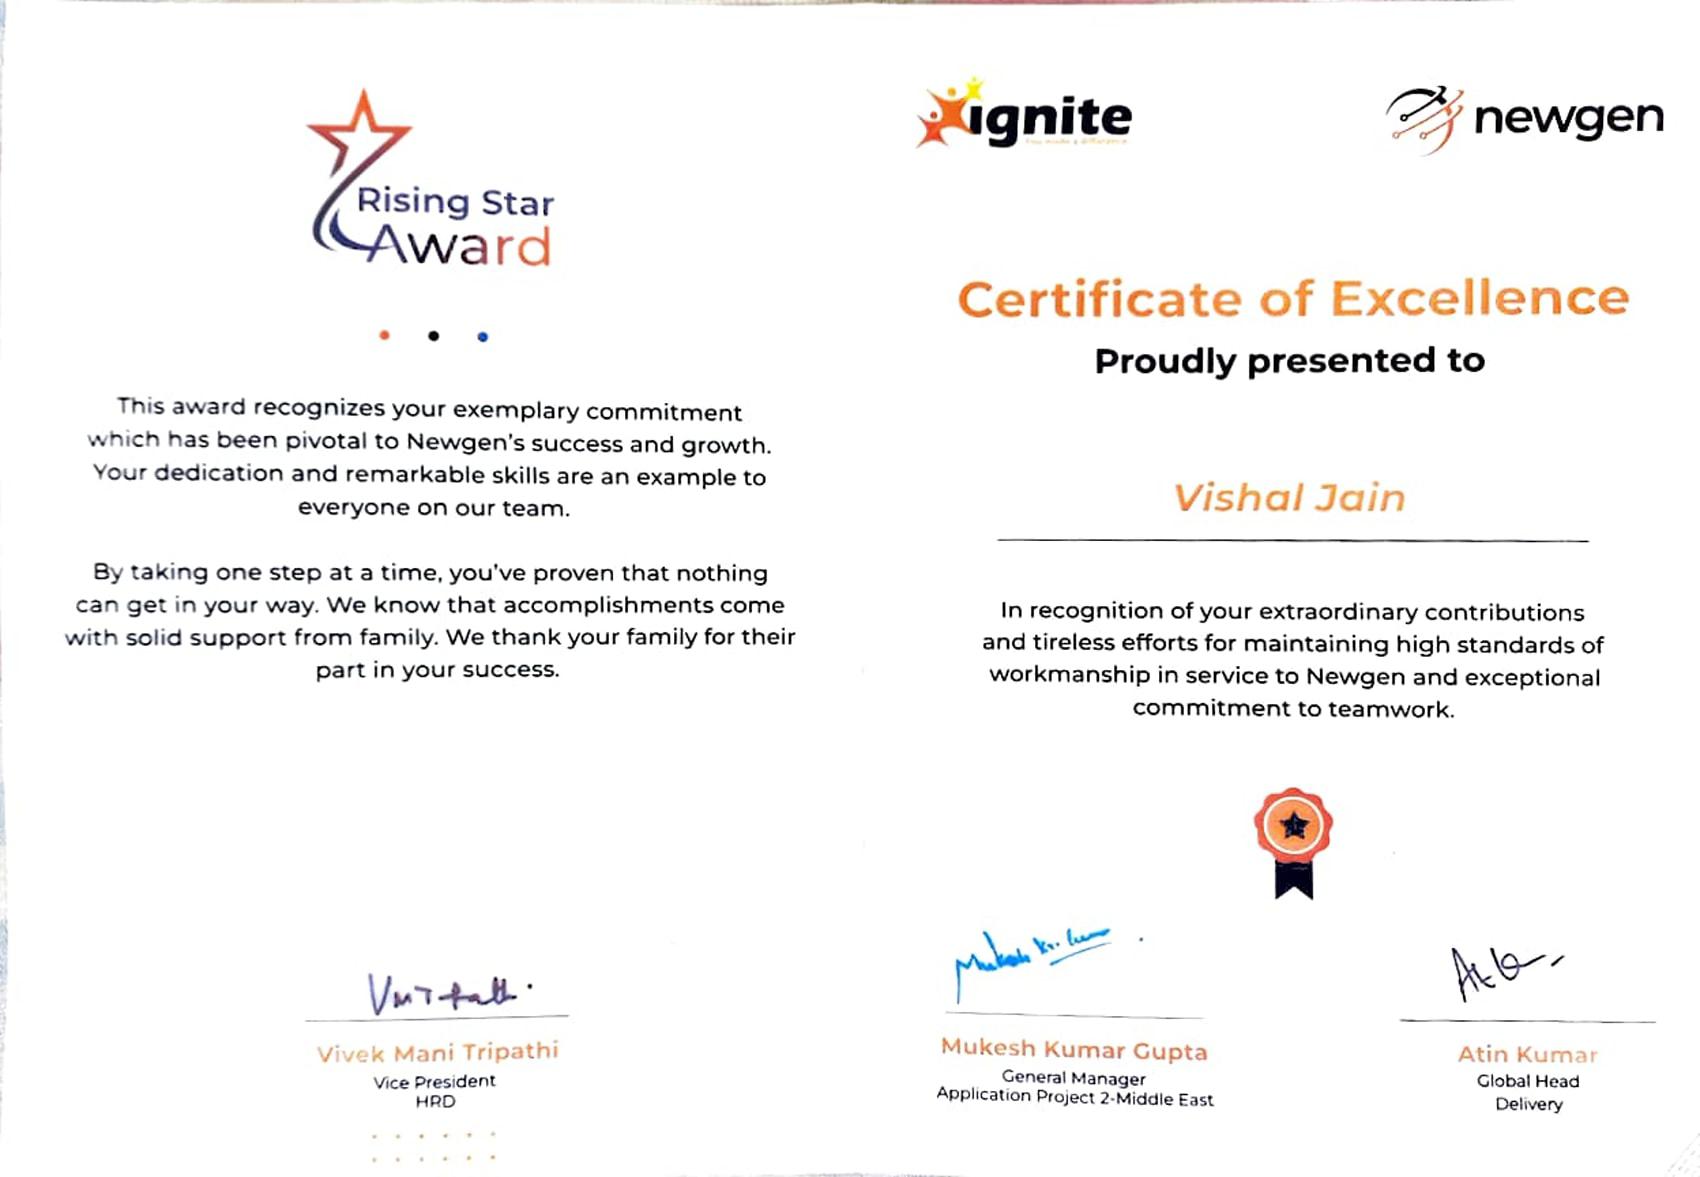 Rising Star
Award
This award recognizes your exemplary commitment
which has been pivotal to Newgen's success and growth.
Your dedication and remarkable skills are an example to
everyone on our team.
By taking one step at a time, you've proven that nothing
can get in your way. We know that accomplishments come
with solid support from family. We thank your family for their
part in your success.
Vivek Mani Tripathi
Vice President
HRD
ignite
newgen
Certificate of Excellence
Proudly presented to
Vishal Jain
In recognition of your extraordinary contributions
and tireless efforts for maintaining high standards of
workmanship in service to Newgen and exceptional
commitment to teamwork.
Mukesh Kumar Gupta
General Manager
Application Project 2-Middle East
Atin Kumar
Global Head
Delivery